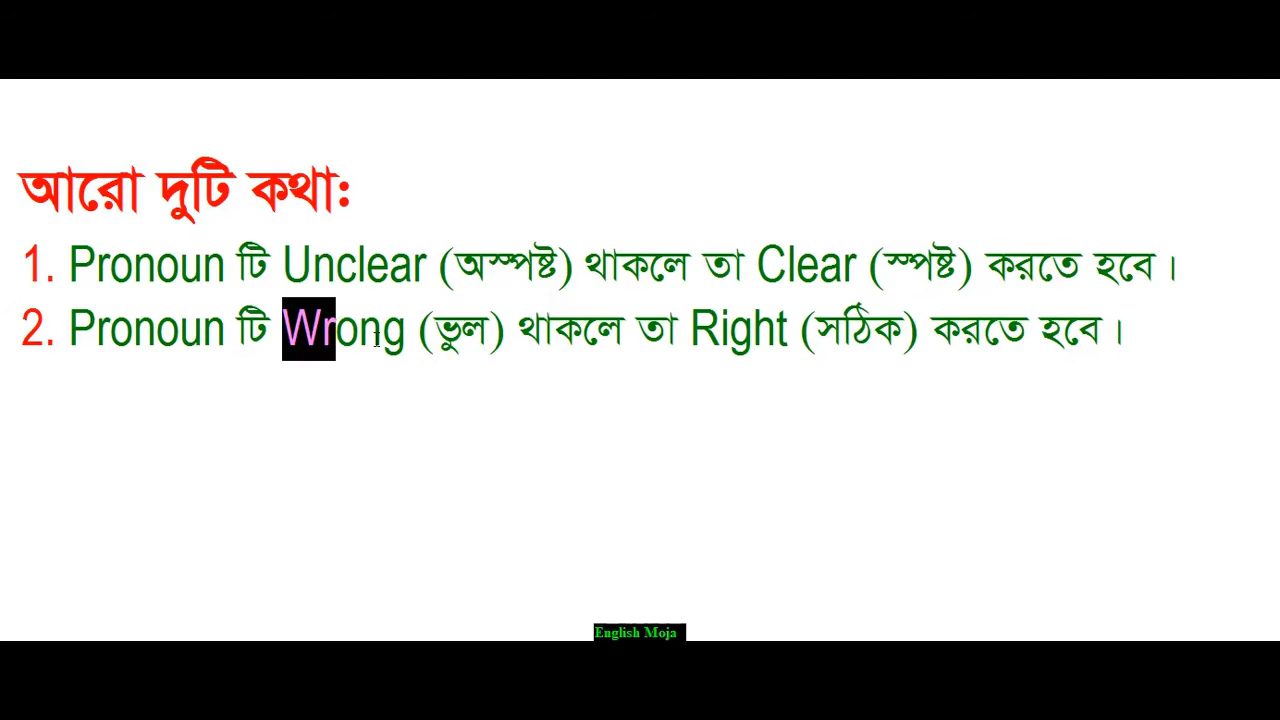 আরো দুটি কথাঃ
1. Pronoun টি Unclear (অস্পষ্ট) থাকলে তা Clear (স্পষ্ট) করতে হবে।
2. Pronoun টি Wrong (ভুল) থাকলে তা Right (সঠিক) করতে হবে।
English Moja